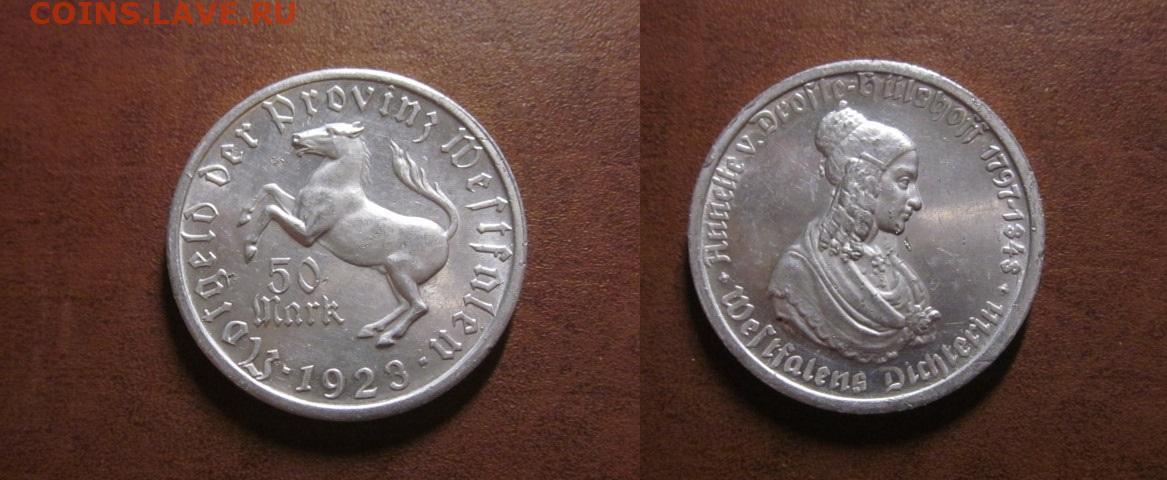 COINS.LAVE.RU
Notgeld der Provinz Westfalen
50
Mark
1923
Annette v. Droste-Hülshoff 1797-1848
Westfalens Dichterin